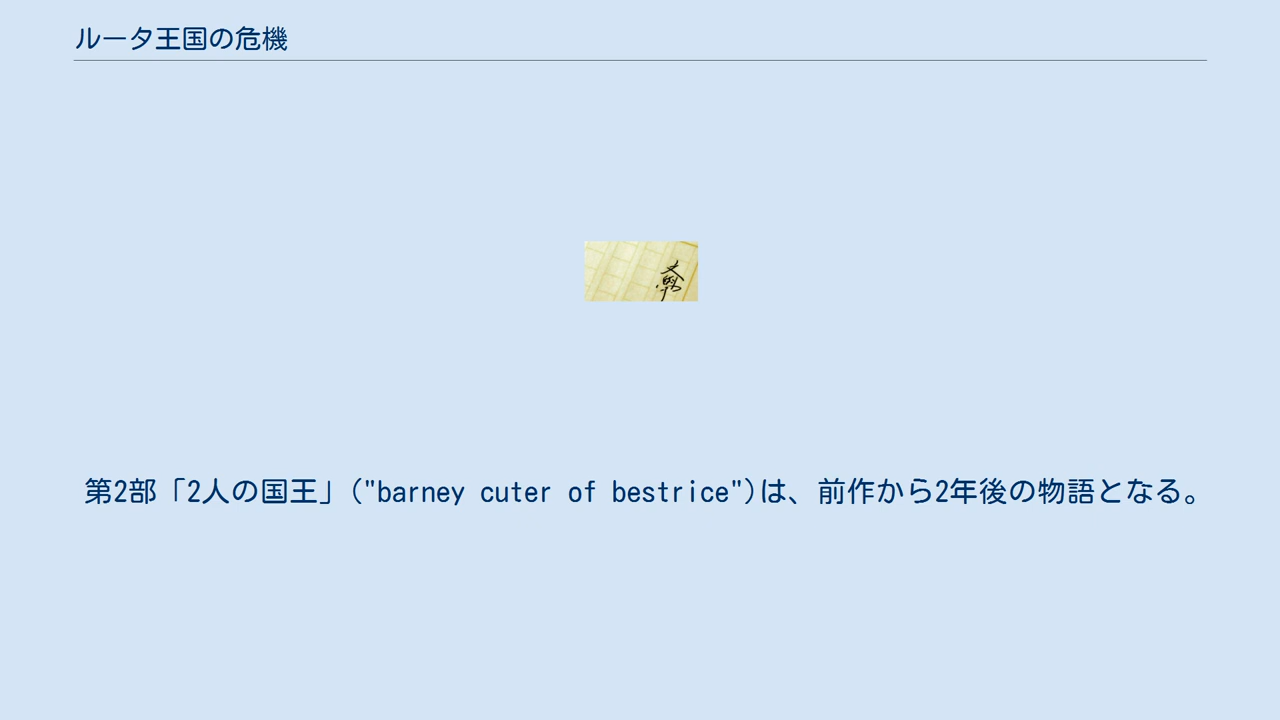 ルータ王国の危機
第2部「2人の国王」("barney cuter of bestrice")は、前作から2年後の物語となる。